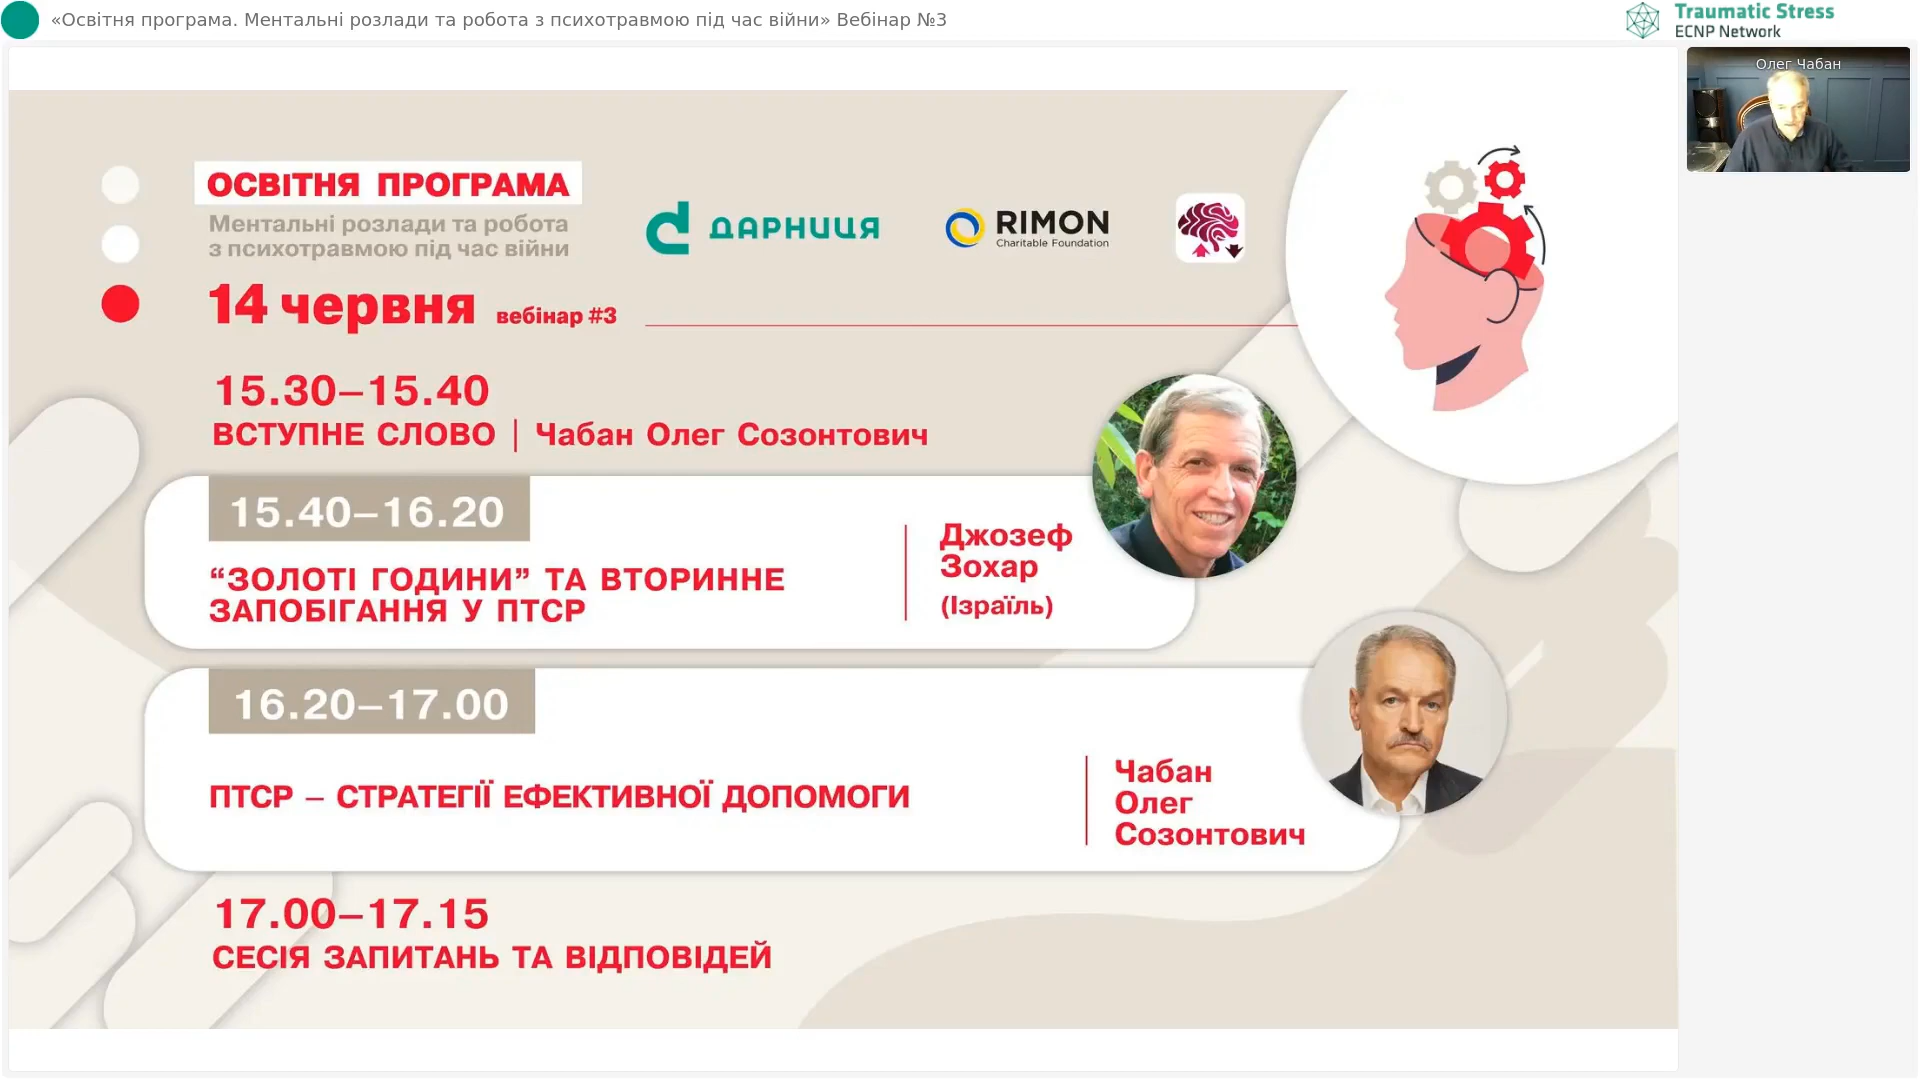 «Освітня програма. Ментальні розлади та робота з психотравмою під час війни» Вебінар №3
Traumatic Stress
ECNP Network
Олег Чабан
ОСВІТНЯ ПРОГРАМА
Ментальні розлади та робота
з психотравмою під час війни
ДАРНИЦЯ
RIMON
Charitable Foundation
14 червня вебінар #3
15.30–15.40
ВСТУПНЕ СЛОВО | Чабан Олег Созонтович
15.40–16.20
“ЗОЛОТІ ГОДИНИ” ТА ВТОРИННЕ
ЗАПОБІГАННЯ У ПТСР
Джозеф
Зохар
(Ізраїль)
16.20–17.00
ПТСР – СТРАТЕГІЇ ЕФЕКТИВНОЇ ДОПОМОГИ
Чабан
Олег
Созонтович
17.00–17.15
СЕСІЯ ЗАПИТАНЬ ТА ВІДПОВІДЕЙ